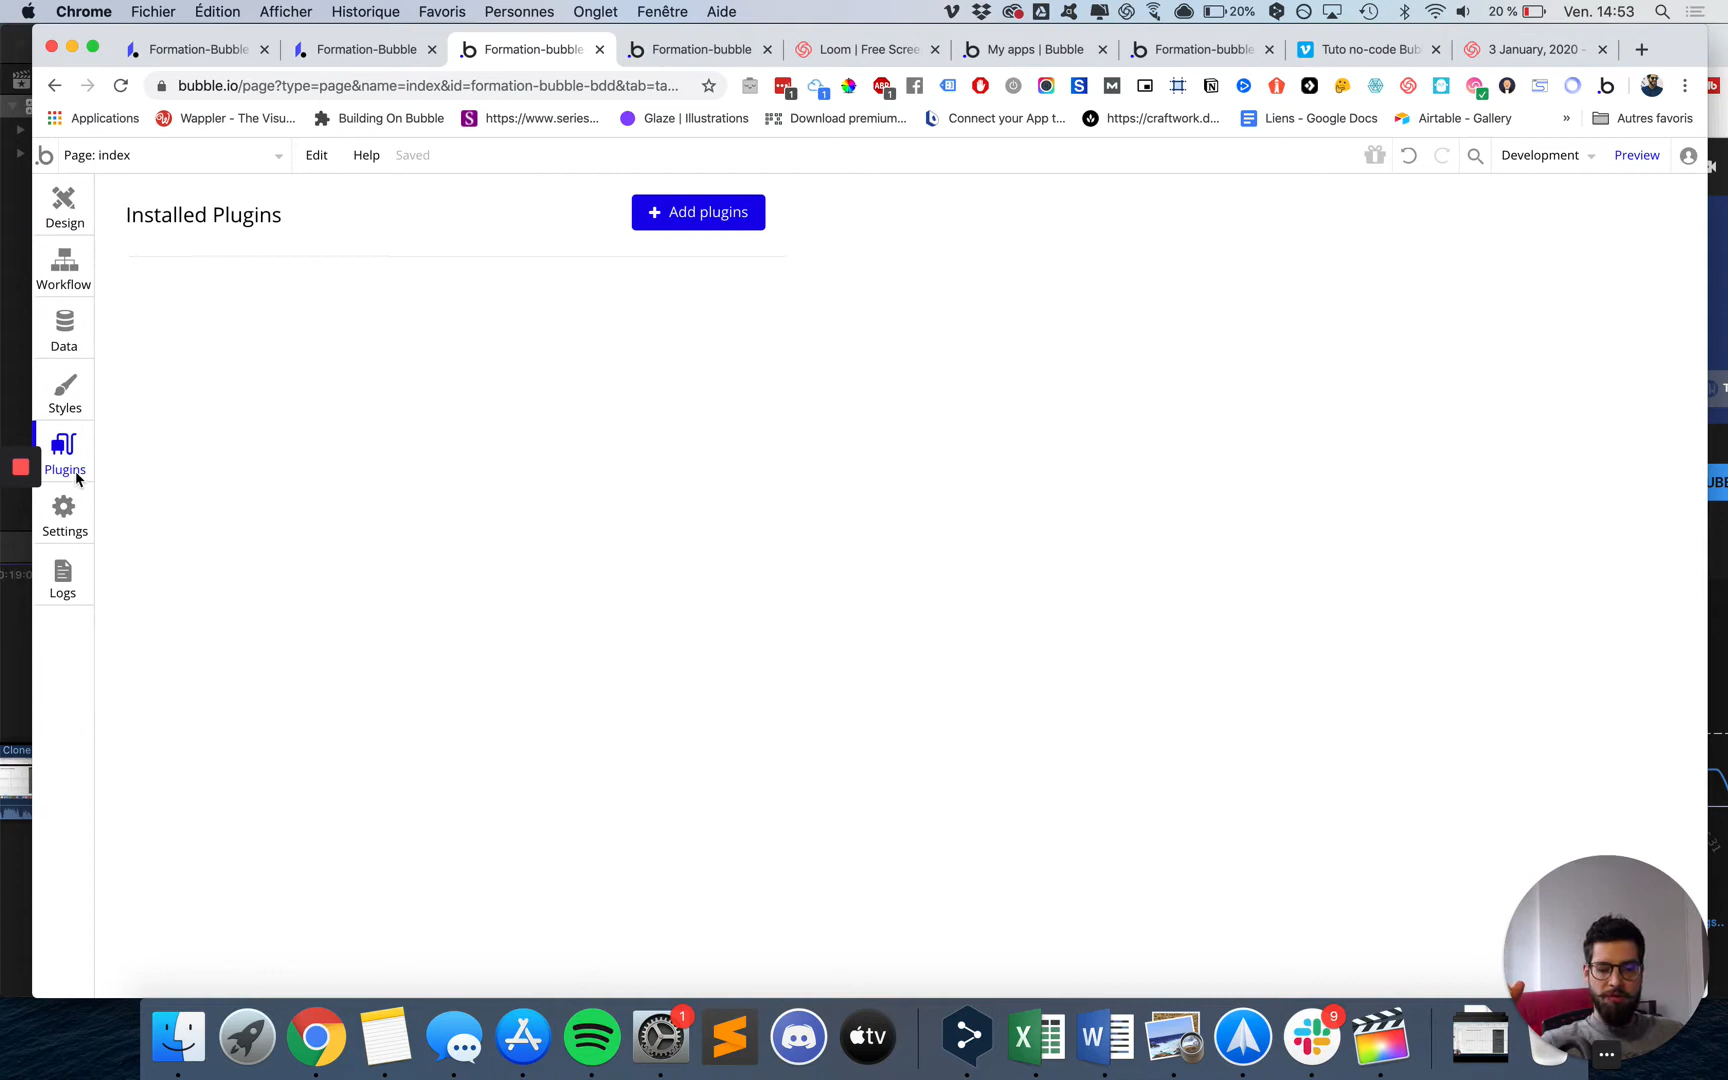 Chrome Fichier Édition Afficher Historique Favoris Personnes Onglet Fenêtre Aide 20% 20 % Ven. 14:53
Formation-Bubble Formation-Bubble Formation-bubble Formation-bubble Loom | Free Scree My apps | Bubble Formation-bubble Tuto no-code Bub 3 January, 2020 -
bubble.io/page?type=page&name=index&id=formation-bubble-bdd&tab=ta...
Applications Wappler - The Visu... Building On Bubble https://www.series... Glaze | Illustrations Download premium... Connect your App t... https://craftwork.d... Liens - Google Docs Airtable - Gallery » Autres favoris
Page: index Edit Help Saved Development Preview
Design
Installed Plugins
+ Add plugins
Workflow
Data
Styles
Plugins
Settings
Logs
Clone
1
9